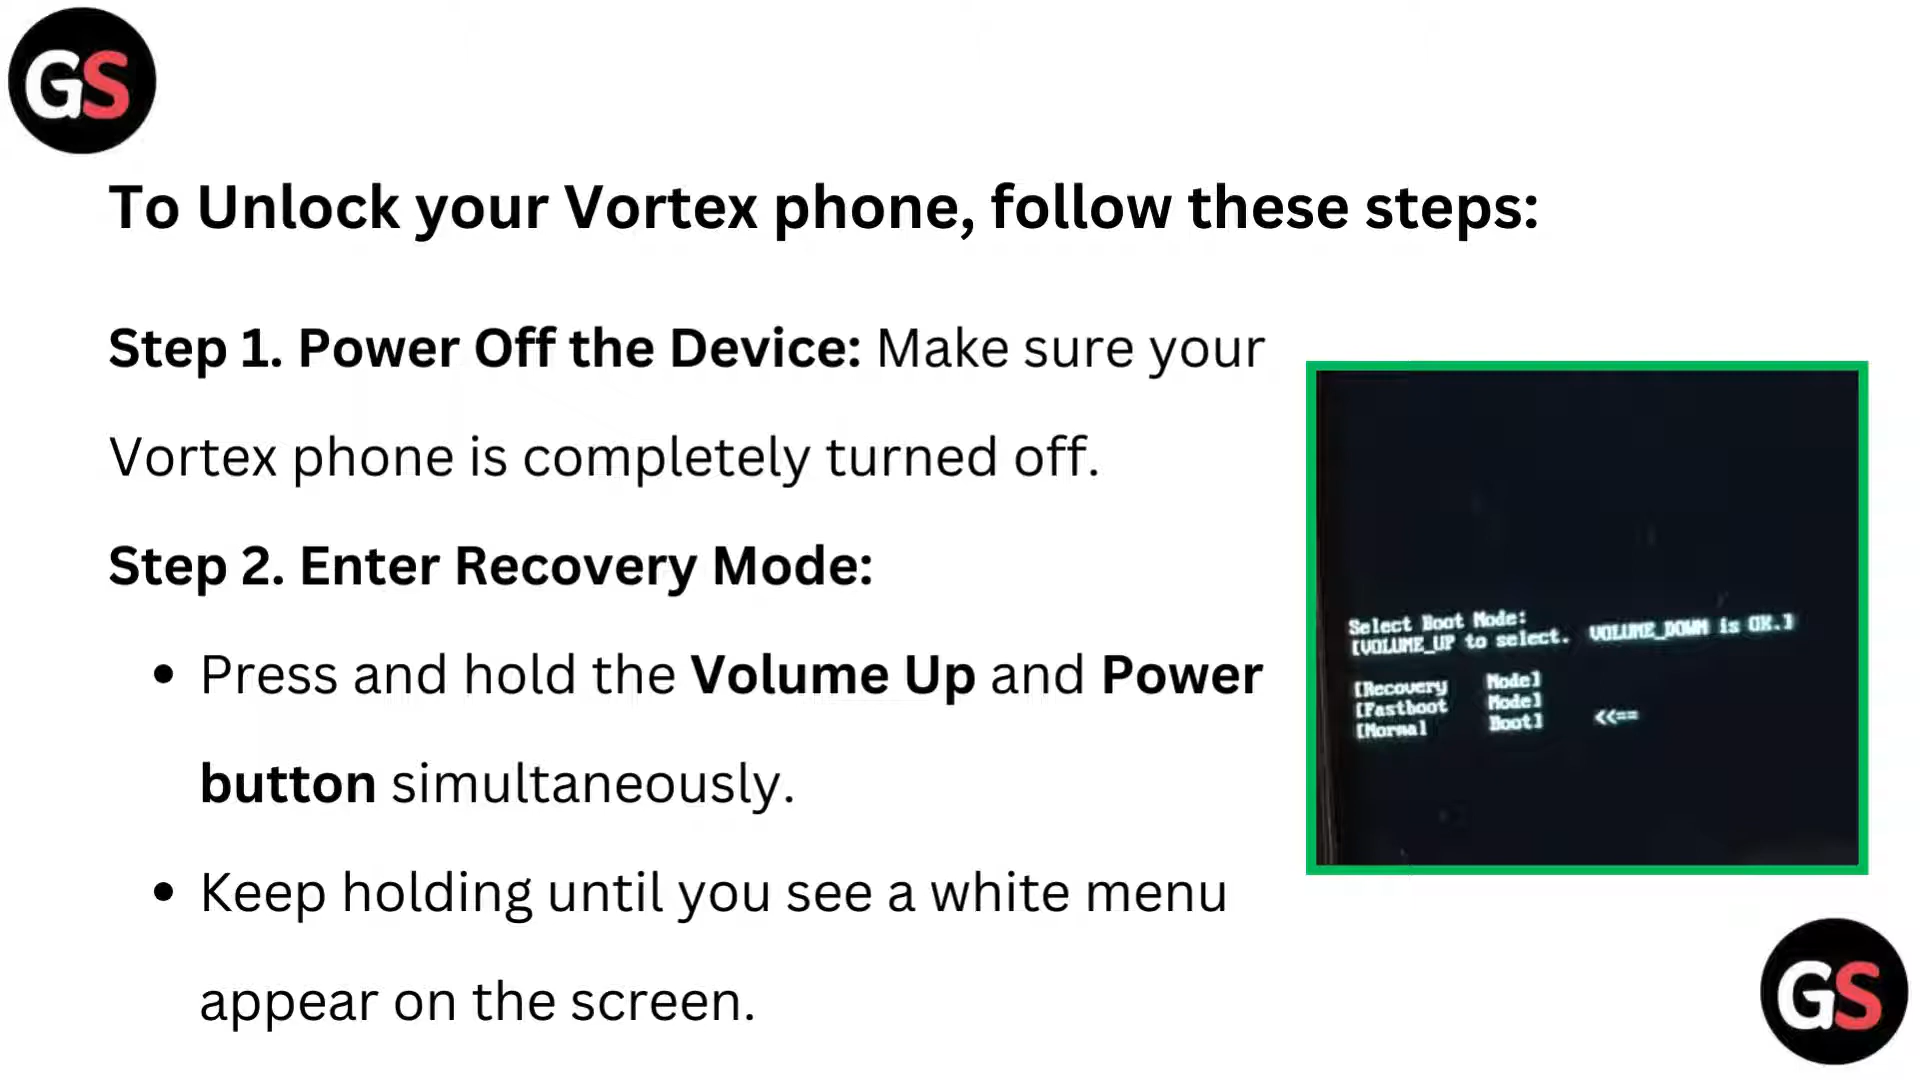 GS
To Unlock your Vortex phone, follow these steps:
Step 1. Power Off the Device: Make sure your
Vortex phone is completely turned off.
Step 2. Enter Recovery Mode:
• Press and hold the Volume Up and Power
button simultaneously.
• Keep holding until you see a white menu
appear on the screen.
Select Boot Mode:
[VOLUME_UP to select. VOLUME_DOWN is OK.]
[Recovery Mode]
[Fastboot Mode]
[Normal Boot] <<==
GS